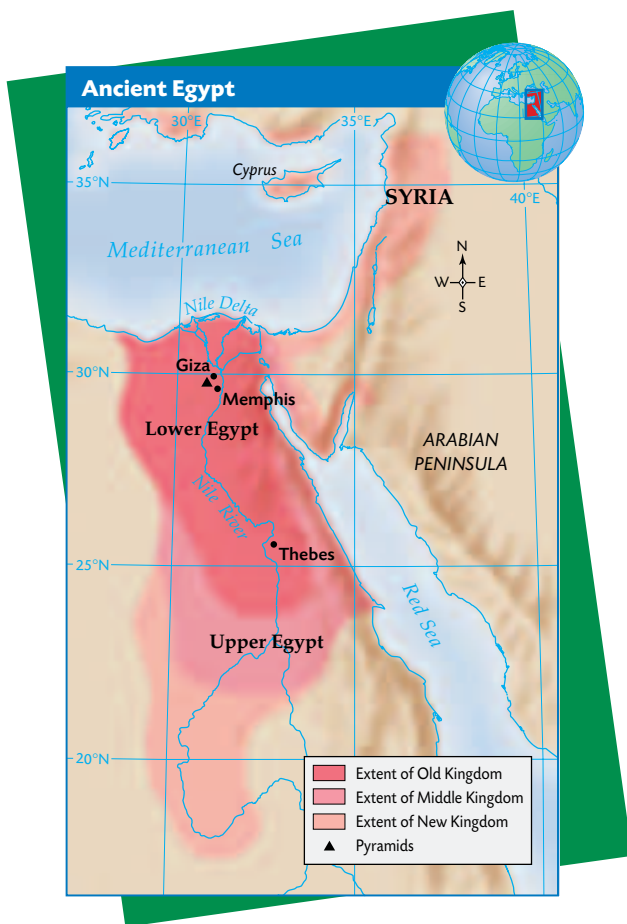 Ancient Egypt
30°E
35°E
Cyprus
35°N
SYRIA
40°E
Mediterranean Sea
N
W
E
S
Nile Delta
30°N
Giza
Memphis
Lower Egypt
ARABIAN
PENINSULA
Nile River
Thebes
25°N
Red Sea
Upper Egypt
20°N
Extent of Old Kingdom
Extent of Middle Kingdom
Extent of New Kingdom
Pyramids